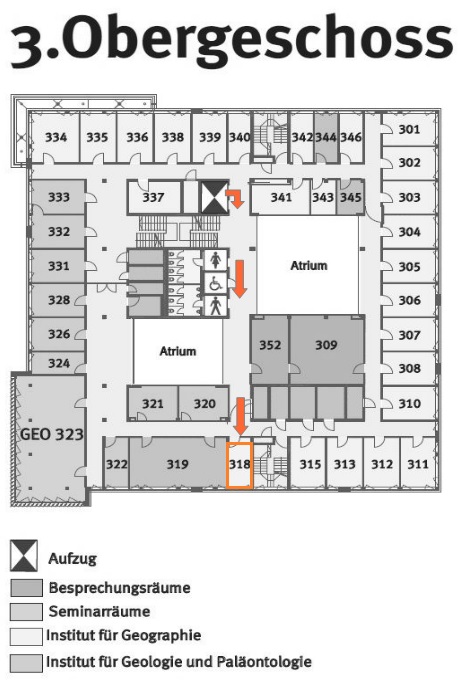 3.Obergeschoss
334 335 336 338 339 340 342 344 346 301
302
333 337 341 343 345 303
332 304
331 Atrium 305
328 306
326 352 309 307
324 Atrium 308
321 320 310
GEO 323
322 319 318 315 313 312 311
Aufzug
Besprechungsräume
Seminarräume
Institut für Geographie
Institut für Geologie und Paläontologie